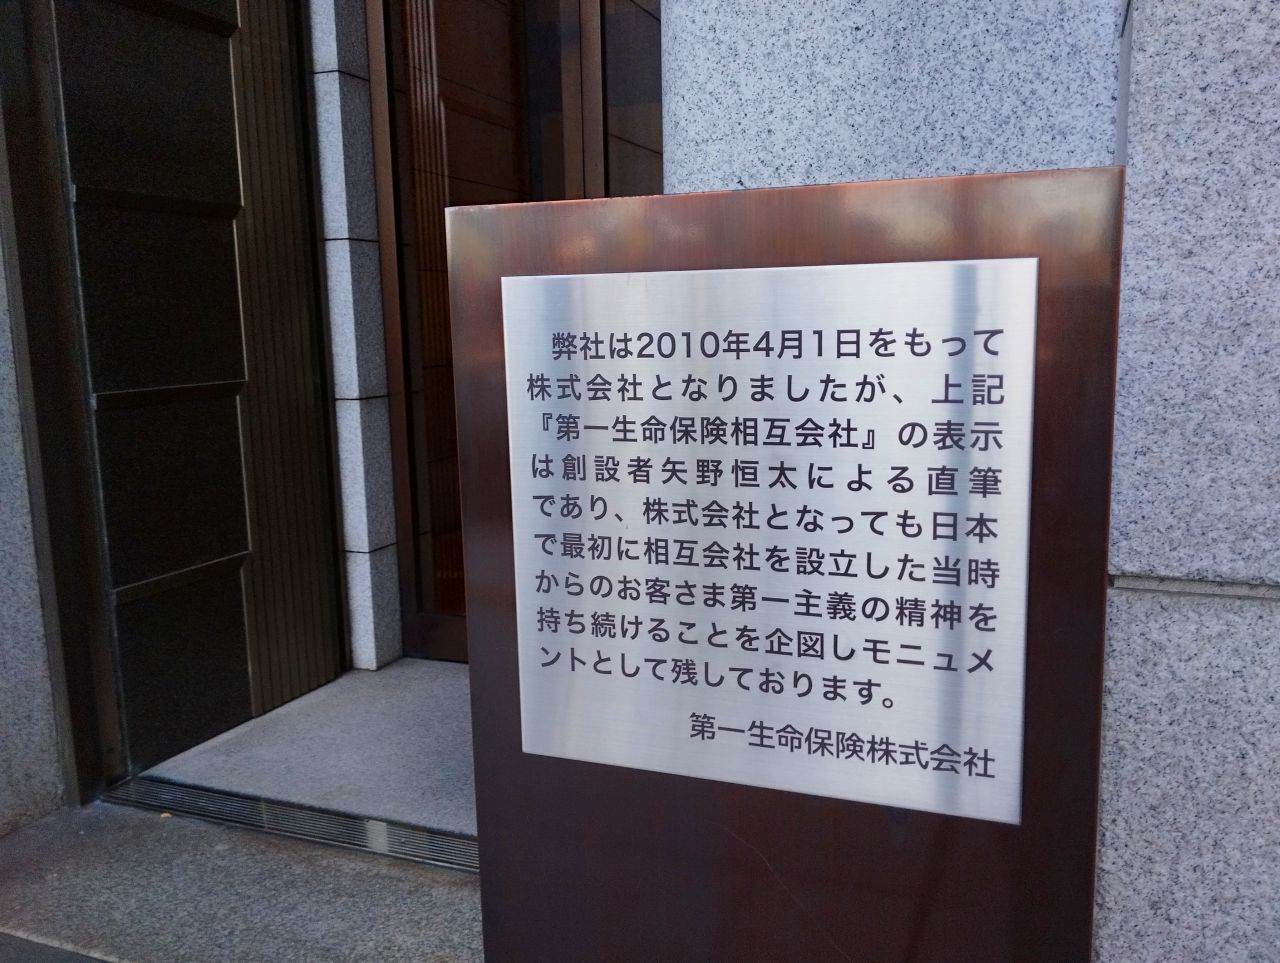 弊社は2010年4月1日をもって
株式会社となりましたが、上記
『第一生命保険相互会社』の表示
は創設者矢野恒太による直筆
であり、株式会社となっても日本
で最初に相互会社を設立した当時
からのお客さま第一主義の精神を
持ち続けることを企図しモニュメ
ントとして残しております。
第一生命保険株式会社